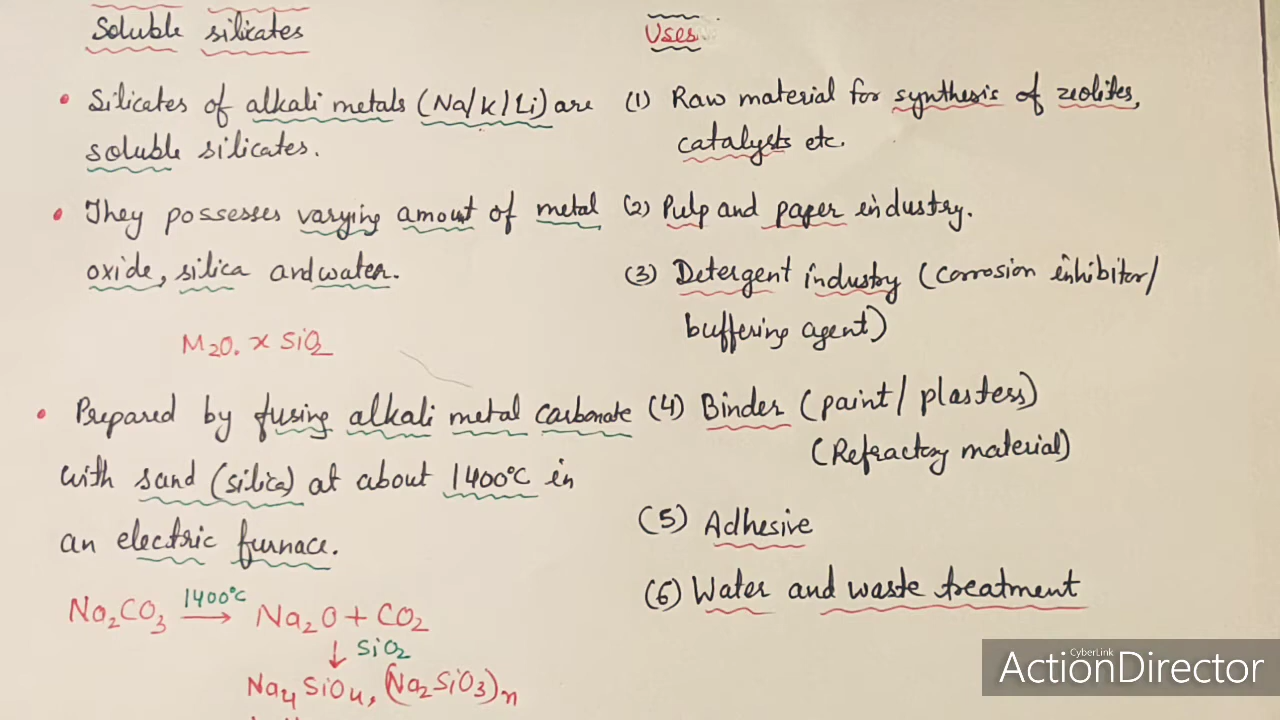 Soluble silicates
• Silicates of alkali metals (Na/K/Li) are
soluble silicates.
• They possesses varying amount of metal
oxide, silica and water.
M2O. x SiO2
• Prepared by fusing alkali metal carbonate
with sand (silica) at about 1400°C in
an electric furnace.
Na2CO3 1400°C → Na2O + CO2
↓ SiO2
Na4SiO4, (Na2SiO3)n
Uses
(1) Raw material for synthesis of zeolites,
catalysts etc.
(2) Pulp and paper industry.
(3) Detergent industry (corrosion inhibitor/
buffering agent)
(4) Binder (paint/plasters)
(Refractory material)
(5) Adhesive
(6) Water and waste treatment
CyberLink
ActionDirector